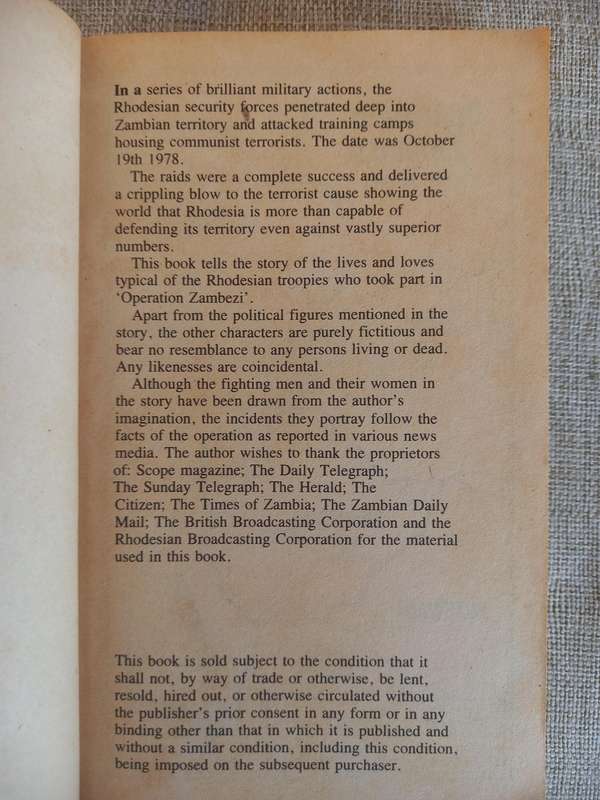 In a series of brilliant military actions, the
Rhodesian security forces penetrated deep into
Zambian territory and attacked training camps
housing communist terrorists. The date was October
19th 1978.
The raids were a complete success and delivered
a crippling blow to the terrorist cause showing the
world that Rhodesia is more than capable of
defending its territory even against vastly superior
numbers.
This book tells the story of the lives and loves
typical of the Rhodesian troopies who took part in
‘Operation Zambezi’.
Apart from the political figures mentioned in the
story, the other characters are purely fictitious and
bear no resemblance to any persons living or dead.
Any likenesses are coincidental.
Although the fighting men and their women in
the story have been drawn from the author's
imagination, the incidents they portray follow the
facts of the operation as reported in various news
media. The author wishes to thank the proprietors
of: Scope magazine; The Daily Telegraph;
The Sunday Telegraph; The Herald; The
Citizen; The Times of Zambia; The Zambian Daily
Mail; The British Broadcasting Corporation and the
Rhodesian Broadcasting Corporation for the material
used in this book.
This book is sold subject to the condition that it
shall not, by way of trade or otherwise, be lent,
resold, hired out, or otherwise circulated without
the publisher's prior consent in any form or in any
binding other than that in which it is published and
without a similar condition, including this condition,
being imposed on the subsequent purchaser.